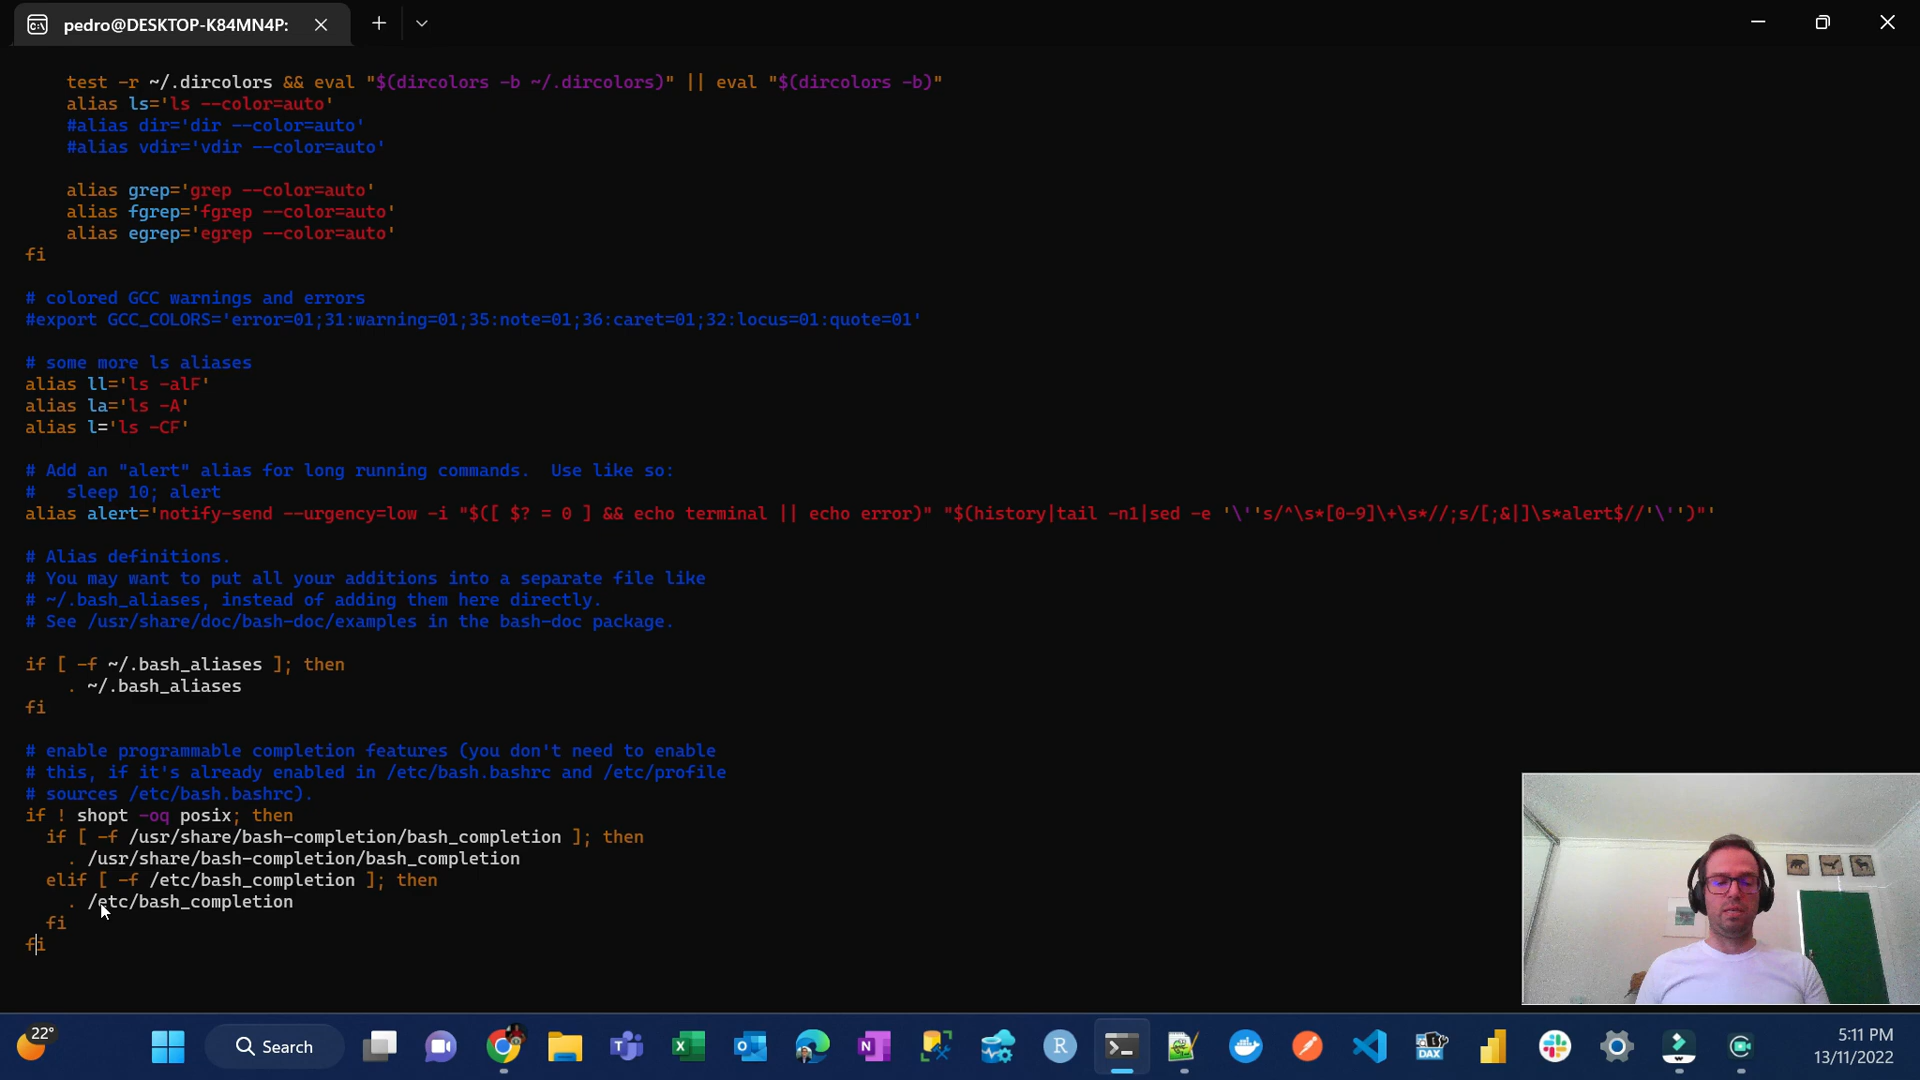 pedro@DESKTOP-K84MN4P:
test -r ~/.dircolors && eval "$(dircolors -b ~/.dircolors)" || eval "$(dircolors -b)"
alias ls='ls --color=auto'
#alias dir='dir --color=auto'
#alias vdir='vdir --color=auto'
alias grep='grep --color=auto'
alias fgrep='fgrep --color=auto'
alias egrep='egrep --color=auto'
fi
# colored GCC warnings and errors
#export GCC_COLORS='error=01;31:warning=01;35:note=01;36:caret=01;32:locus=01:quote=01'
# some more ls aliases
alias ll='ls -alF'
alias la='ls -A'
alias l='ls -CF'
# Add an "alert" alias for long running commands.  Use like so:
#   sleep 10; alert
alias alert='notify-send --urgency=low -i "$([ $? = 0 ] && echo terminal || echo error)" "$(history|tail -n1|sed -e '\''s/^\s*[0-9]\+\s*//;s/[;&|]\s*alert$//'\'')"'
# Alias definitions.
# You may want to put all your additions into a separate file like
# ~/.bash_aliases, instead of adding them here directly.
# See /usr/share/doc/bash-doc/examples in the bash-doc package.
if [ -f ~/.bash_aliases ]; then
. ~/.bash_aliases
fi
# enable programmable completion features (you don't need to enable
# this, if it's already enabled in /etc/bash.bashrc and /etc/profile
# sources /etc/bash.bashrc).
if ! shopt -oq posix; then
if [ -f /usr/share/bash-completion/bash_completion ]; then
. /usr/share/bash-completion/bash_completion
elif [ -f /etc/bash_completion ]; then
. /etc/bash_completion
fi
fi
22°
Search
DAX
5:11 PM
13/11/2022